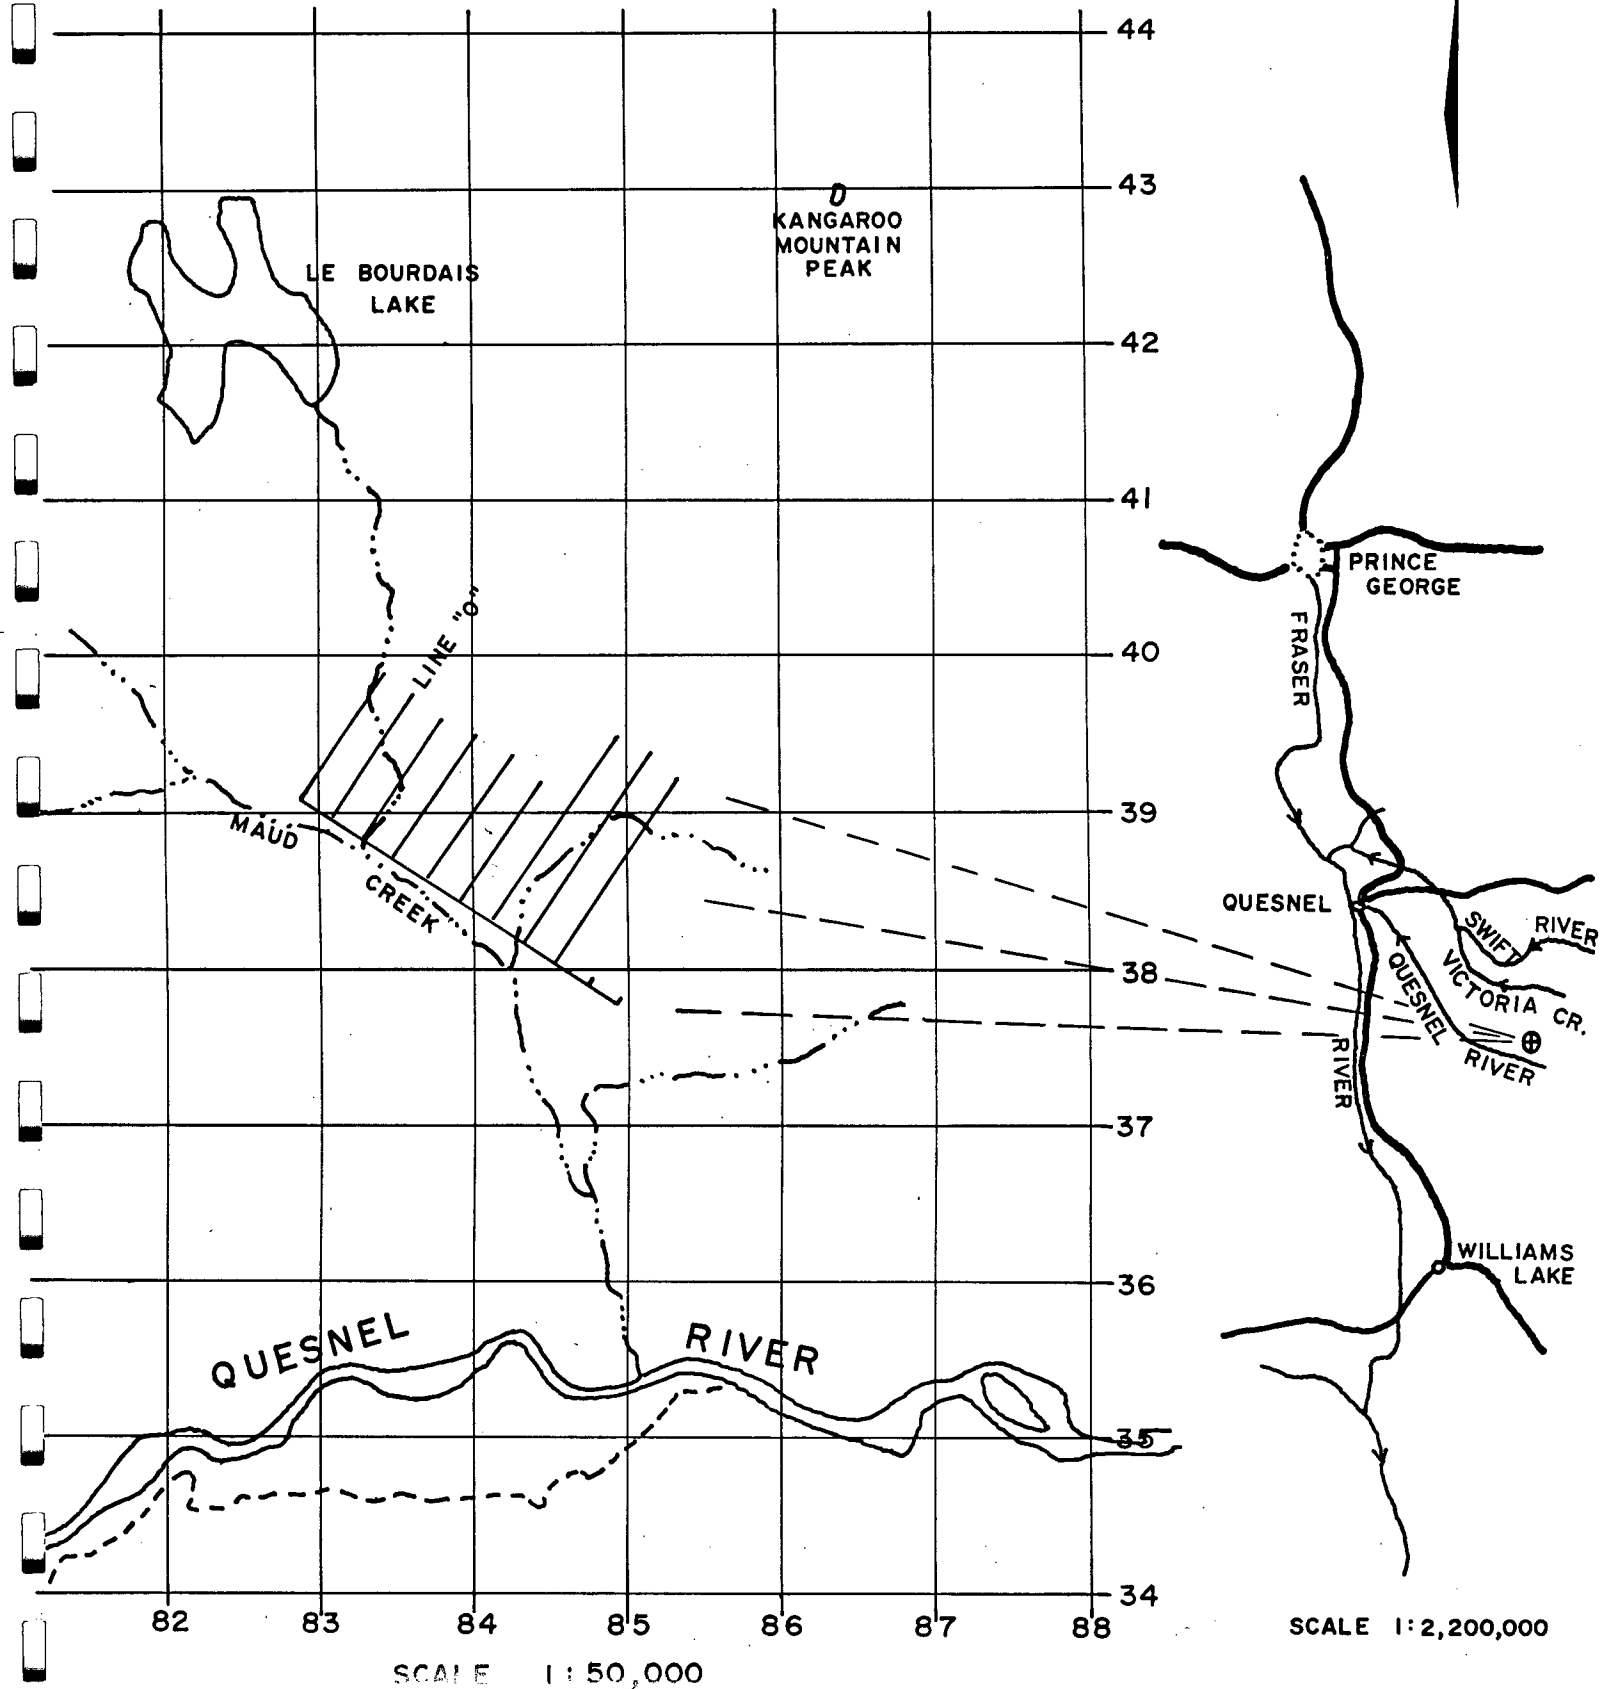 44
43
KANGAROO
MOUNTAIN
PEAK
LE BOURDAIS
LAKE
42
41
PRINCE
GEORGE
FRASER
LINE "0"
40
39
MAUD
CREEK
QUESNEL
SWIFT
RIVER
VICTORIA CR.
QUESNEL
RIVER
38
RIVER
37
WILLIAMS
LAKE
36
QUESNEL RIVER
35
34
82 83 84 85 86 87 88
SCALE 1:50,000
SCALE 1:2,200,000